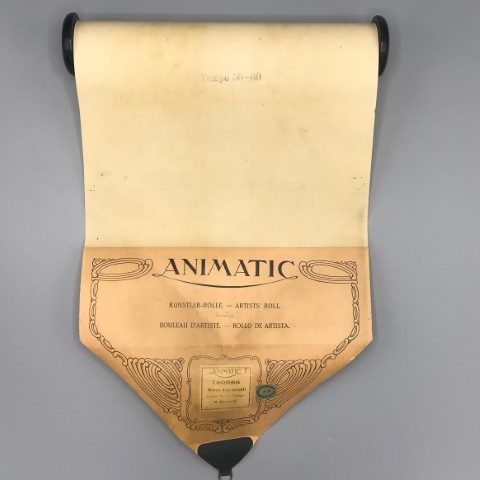 Tempo 50-60
ANIMATIC
KÜNSTLER-ROLLE. — ARTISTS' ROLL.
ROULEAU D'ARTISTE. — ROLLO DE ARTISTA.
ANIMATIC T